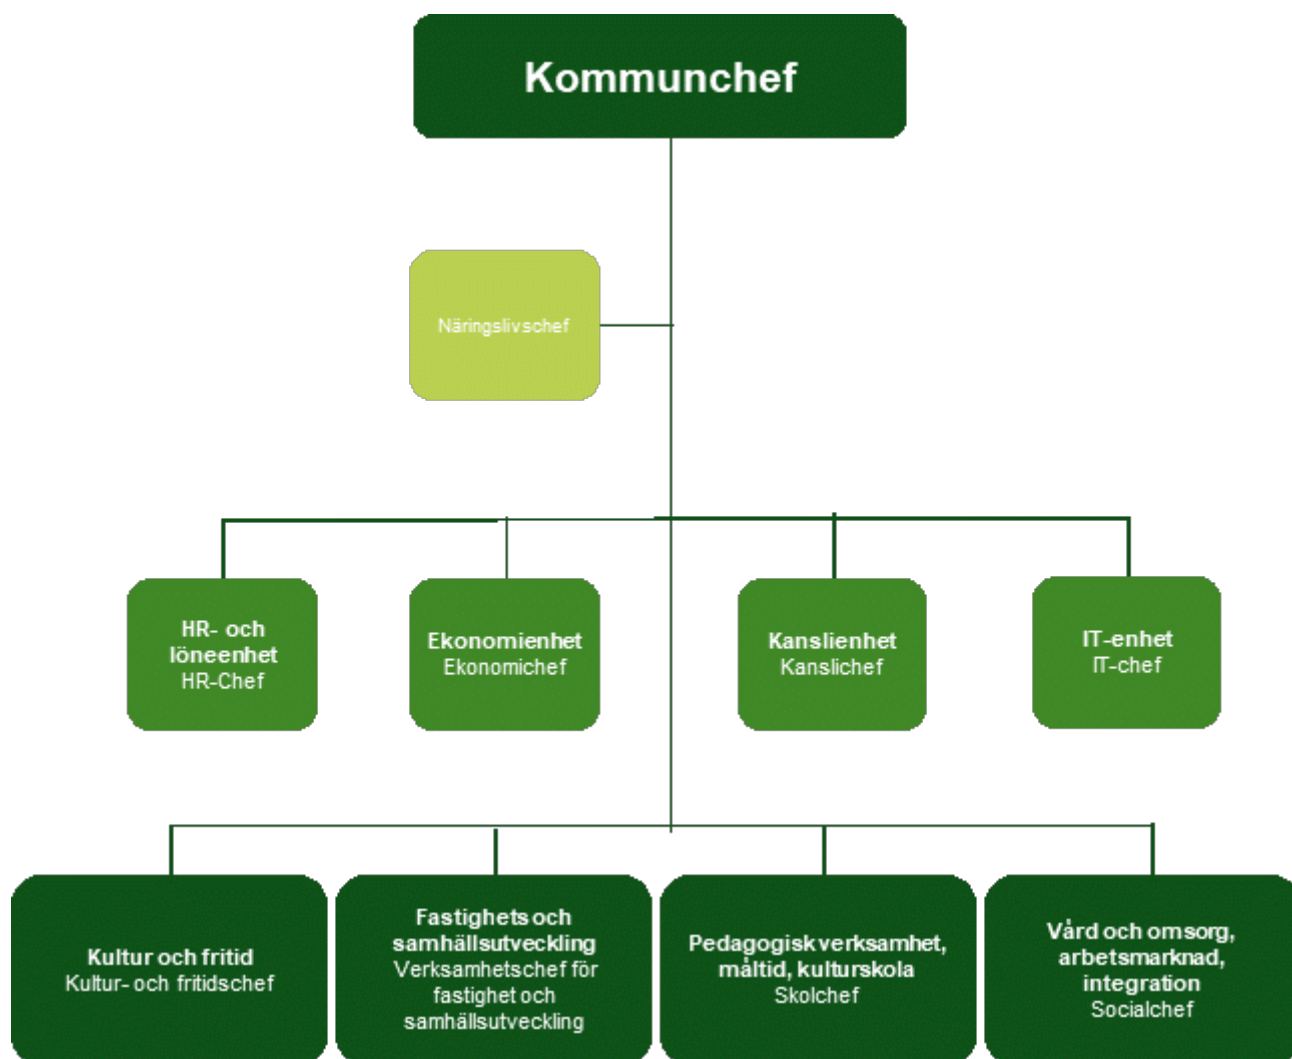 Kommunchef
Näringslivschef
HR- och
löneenhet
HR-Chef
Ekonomienhet
Ekonomichef
Kanslienhet
Kanslichef
IT-enhet
IT-chef
Kultur och fritid
Kultur- och fritidschef
Fastighets och
samhällsutveckling
Verksamhetschef för
fastighet och
samhällsutveckling
Pedagogisk verksamhet,
måltid, kulturskola
Skolchef
Vård och omsorg,
arbetsmarknad,
integration
Socialchef